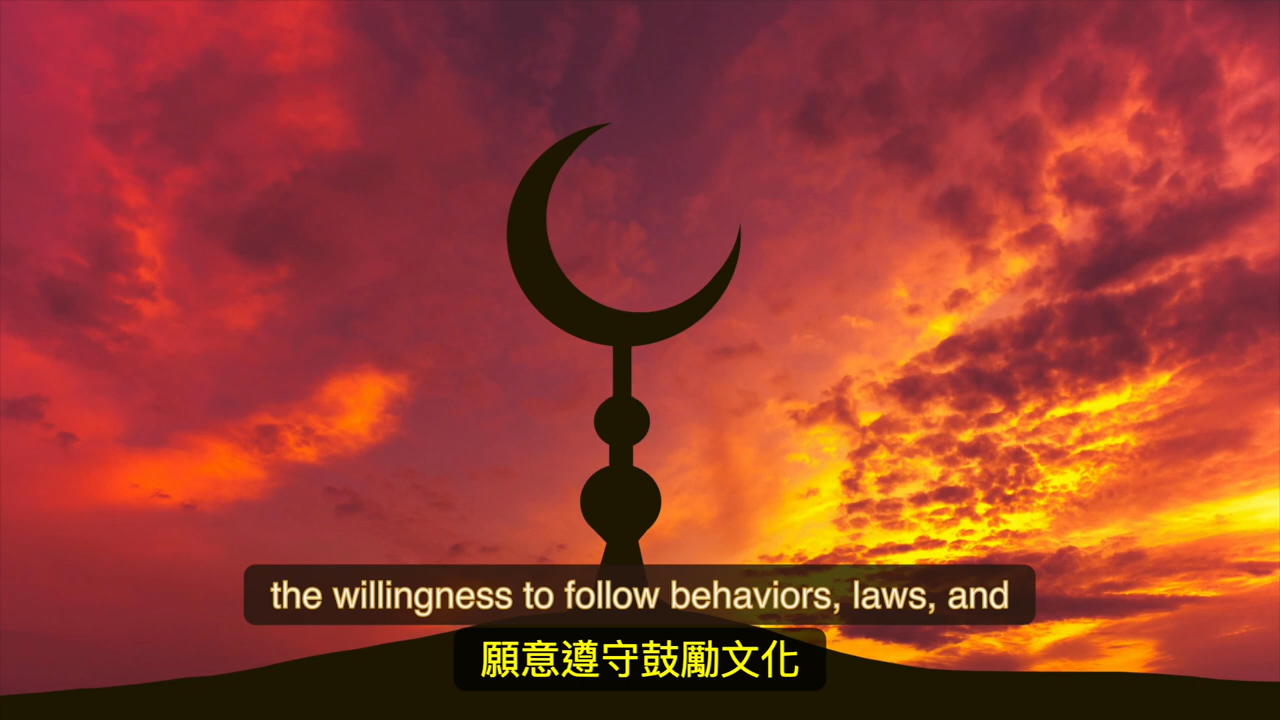 the willingness to follow behaviors, laws, and
願意遵守鼓勵文化